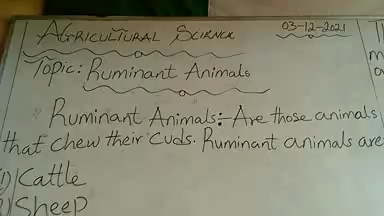 AGRICULTURAL SCIENCE
03-12-2021
Topic: Ruminant Animals
Ruminant Animals:- Are those animals
that chew their cuds. Ruminant animals are
(1) Cattle
Sheep